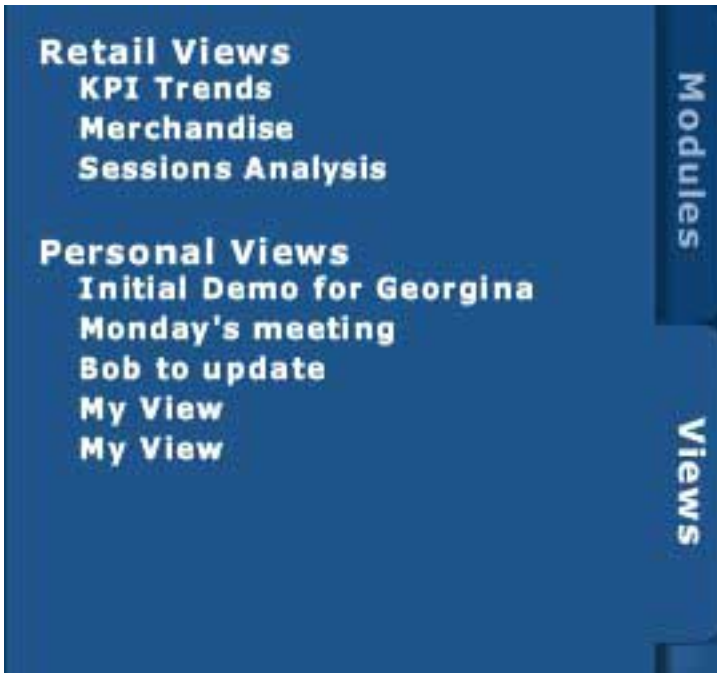 Retail Views
KPI Trends
Merchandise
Sessions Analysis
Personal Views
Initial Demo for Georgina
Monday's meeting
Bob to update
My View
My View
Modules
Views